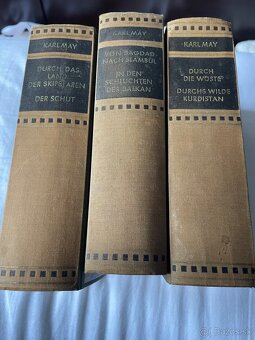 KARL MAY
DURCH DAS
LAND
DER SKIPETAREN
DER SCHUT
KARL MAY
VON BAGDAD
NACH STAMBUL
IN DEN
SCHLUCHTEN
DES BALKAN
KARL MAY
DURCH
DIE WÜSTE
DURCHS WILDE
KURDISTAN